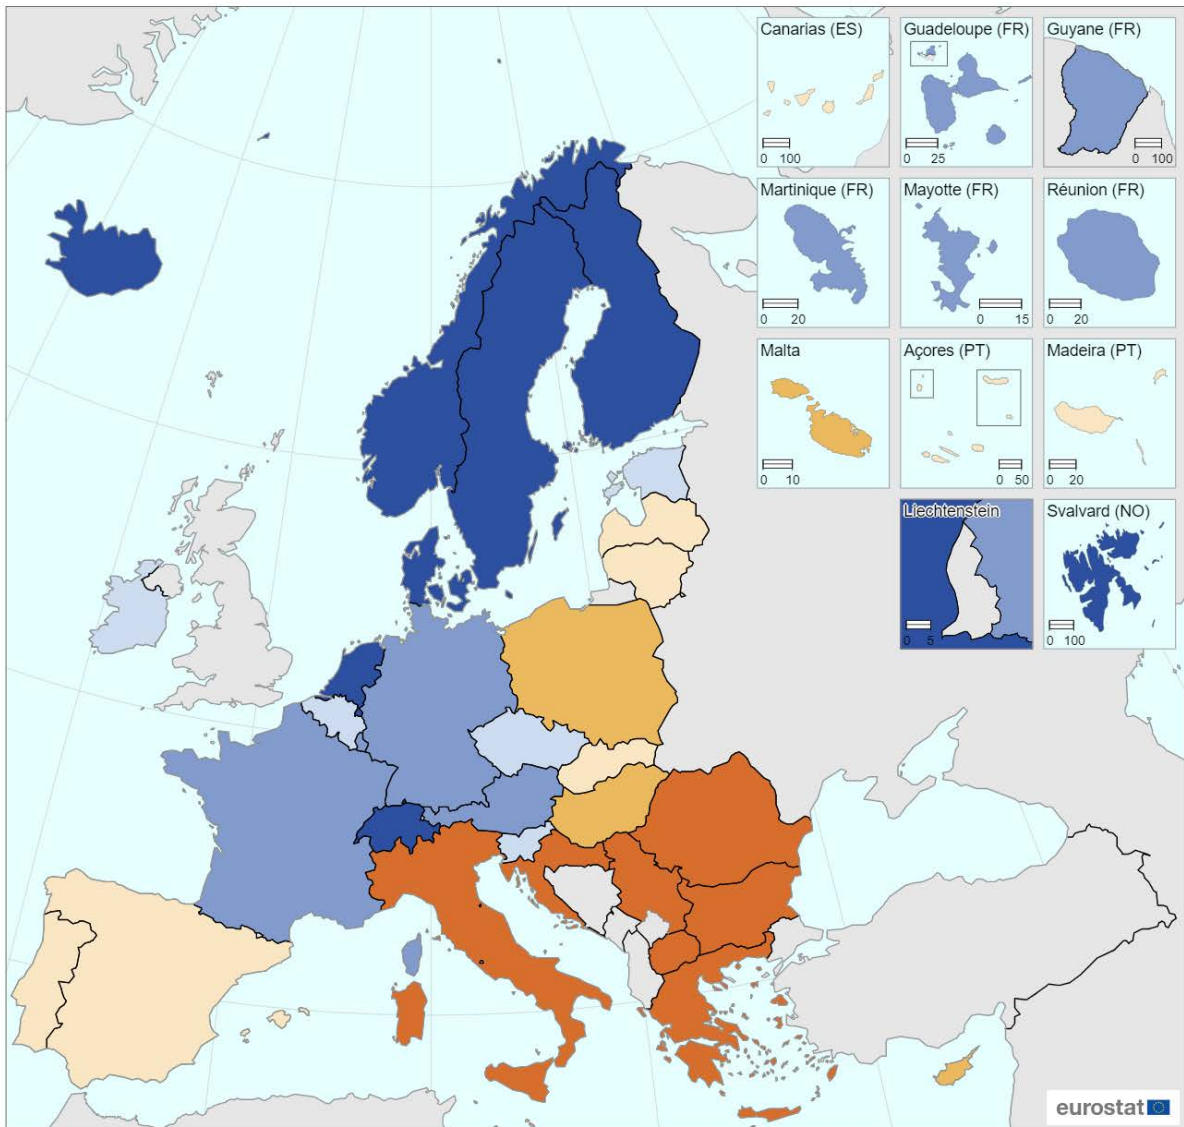 Canarias (ES)
0 100
Guadeloupe (FR)
0 25
Guyane (FR)
0 100
Martinique (FR)
0 20
Mayotte (FR)
0 15
Réunion (FR)
0 20
Malta
0 10
Açores (PT)
0 50
Madeira (PT)
0 20
Liechtenstein
0 5
Svalvard (NO)
0 100
eurostat